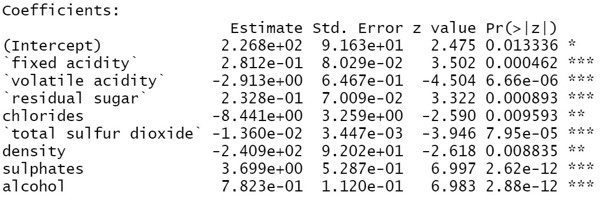 Coefficients:
Estimate Std. Error z value Pr(>|z|)
(Intercept) 2.268e+02 9.163e+01 2.475 0.013336 *
`fixed acidity` 2.812e-01 8.029e-02 3.502 0.000462 ***
`volatile acidity` -2.913e+00 6.467e-01 -4.504 6.66e-06 ***
`residual sugar` 2.328e-01 7.009e-02 3.322 0.000893 ***
chlorides -8.441e+00 3.259e+00 -2.590 0.009593 **
`total sulfur dioxide` -1.360e-02 3.447e-03 -3.946 7.95e-05 ***
density -2.409e+02 9.202e+01 -2.618 0.008835 **
sulphates 3.699e+00 5.287e-01 6.997 2.62e-12 ***
alcohol 7.823e-01 1.120e-01 6.983 2.88e-12 ***